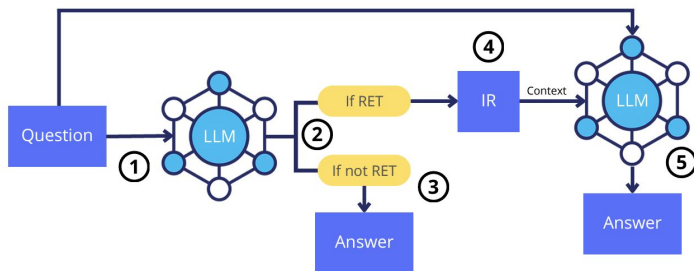 Question
1
LLM
2
If RET
If not RET
3
Answer
4
IR
Context
LLM
5
Answer